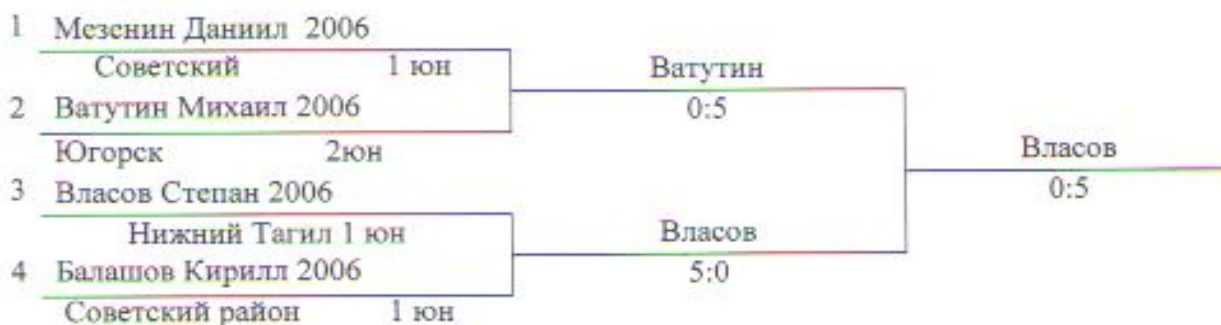 1 Мезенин Даниил 2006
Советский 1 юн
Ватутин
2 Ватутин Михаил 2006
0:5
Югорск 2юн
Власов
3 Власов Степан 2006
0:5
Нижний Тагил 1 юн
Власов
4 Балашов Кирилл 2006
5:0
Советский район 1 юн